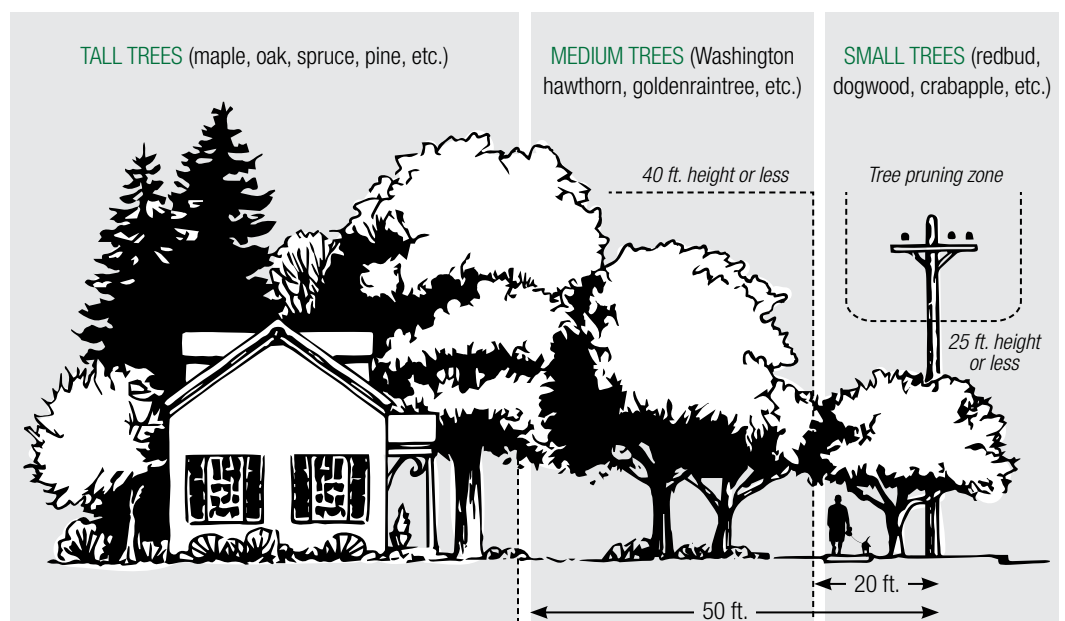 TALL TREES (maple, oak, spruce, pine, etc.)
MEDIUM TREES (Washington
hawthorn, goldenraintree, etc.)
SMALL TREES (redbud,
dogwood, crabapple, etc.)
40 ft. height or less
Tree pruning zone
25 ft. height
or less
20 ft.
50 ft.